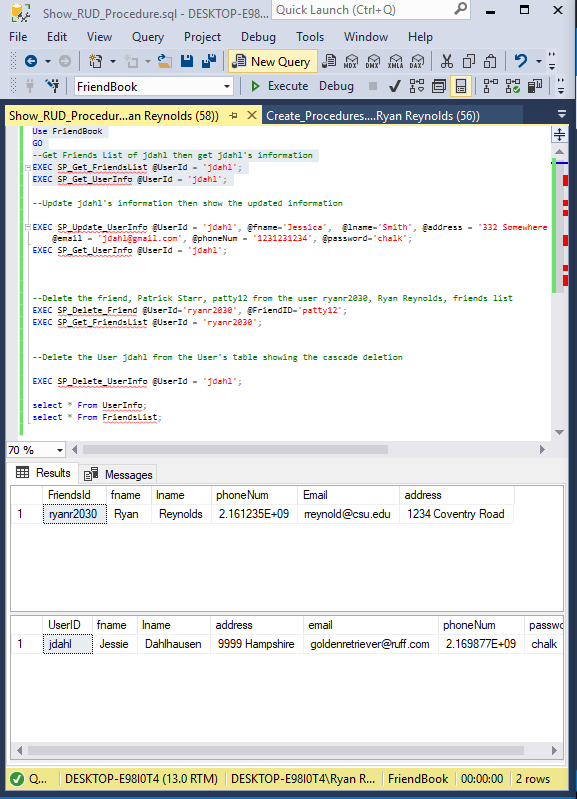 Show_RUD_Procedure.sql - DESKTOP-E98...
Quick Launch (Ctrl+Q)
File Edit View Query Project Debug Tools Window Help
New Query
MDX DMX XMLA DAX
FriendBook Execute Debug
Show_RUD_Procedur...an Reynolds (58)) Create_Procedures....Ryan Reynolds (56))
Use FriendBook
GO
--Get Friends List of jdahl then get jdahl's information
EXEC SP_Get_FriendsList @UserId = 'jdahl';
EXEC SP_Get_UserInfo @UserId = 'jdahl';
--Update jdahl's information then show the updated information
EXEC SP_Update_UserInfo @UserId = 'jdahl', @fname='Jessica', @lname='Smith', @address = '332 Somewhere
@email = 'jdahl@gmail.com', @phoneNum = '1231231234', @password='chalk';
EXEC SP_Get_UserInfo @UserId = 'jdahl';
--Delete the friend, Patrick Starr, patty12 from the user ryanr2030, Ryan Reynolds, friends list
EXEC SP_Delete_Friend @UserId='ryanr2030', @FriendID='patty12';
EXEC SP_Get_FriendsList @UserId = 'ryanr2030';
--Delete the User jdahl from the User's table showing the cascade deletion
EXEC SP_Delete_UserInfo @UserId = 'jdahl';
select * From UserInfo;
select * From FriendsList;
70 %
Results Messages
FriendsId fname lname phoneNum Email address
1 ryanr2030 Ryan Reynolds 2.161235E+09 rreynold@csu.edu 1234 Coventry Road
UserID fname lname address email phoneNum passwo
1 jdahl Jessie Dahlhausen 9999 Hampshire goldenretriever@ruff.com 2.169877E+09 chalk
Q... DESKTOP-E98I0T4 (13.0 RTM) DESKTOP-E98I0T4\Ryan R... FriendBook 00:00:00 2 rows